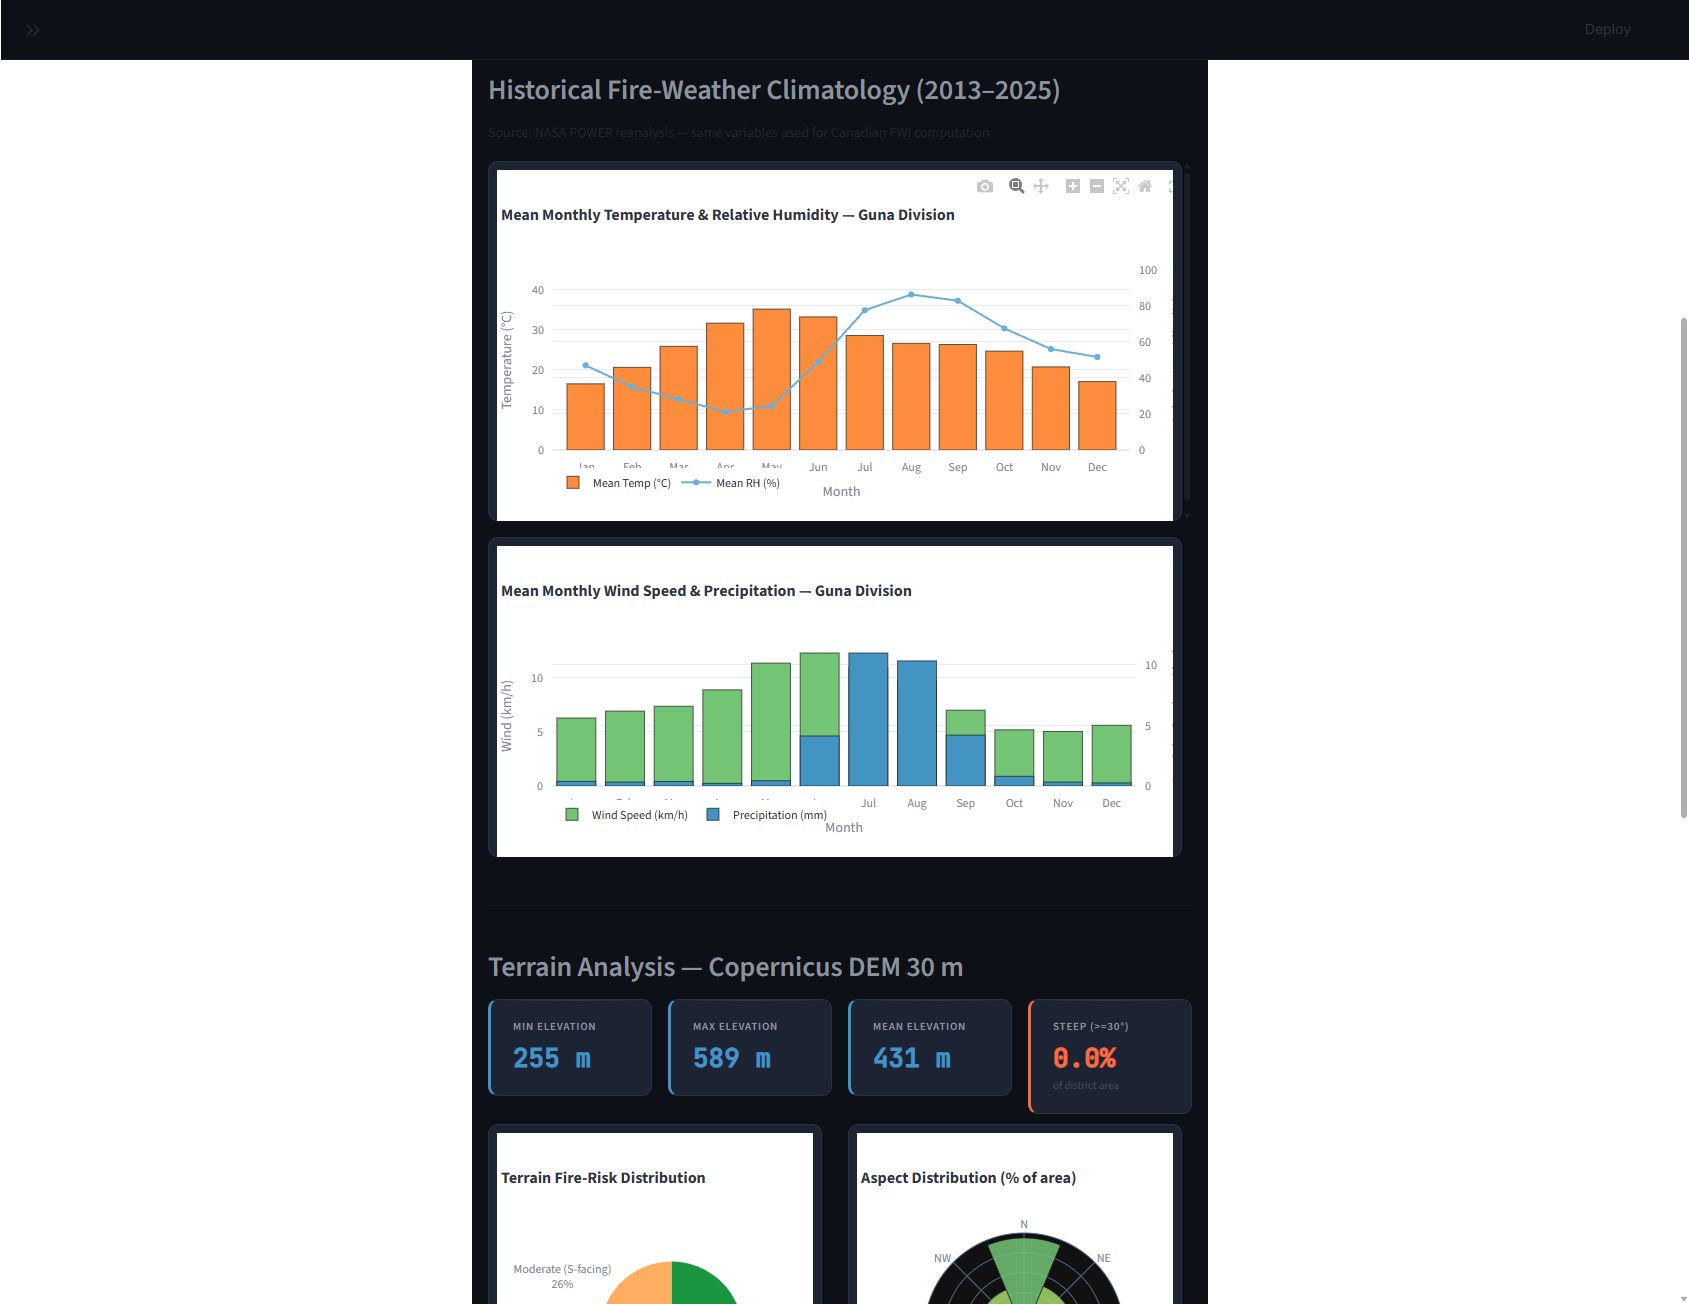 Deploy
Historical Fire-Weather Climatology (2013–2025)
Source: NASA POWER reanalysis — same variables used for Canadian FWI computation
Mean Monthly Temperature & Relative Humidity — Guna Division
100
40
80
30
60
20
40
10
20
0
0
Temperature (°C)
Jan Feb Mar Apr May Jun Jul Aug Sep Oct Nov Dec
Mean Temp (°C) Mean RH (%)
Month
Mean Monthly Wind Speed & Precipitation — Guna Division
10
10
5
5
0
0
Wind (km/h)
Jul Aug Sep Oct Nov Dec
Wind Speed (km/h) Precipitation (mm)
Month
Terrain Analysis — Copernicus DEM 30 m
MIN ELEVATION
255 m
MAX ELEVATION
589 m
MEAN ELEVATION
431 m
STEEP (>=30°)
0.0%
of district area
Terrain Fire-Risk Distribution
Moderate (S-facing)
26%
Aspect Distribution (% of area)
N
NW
NE